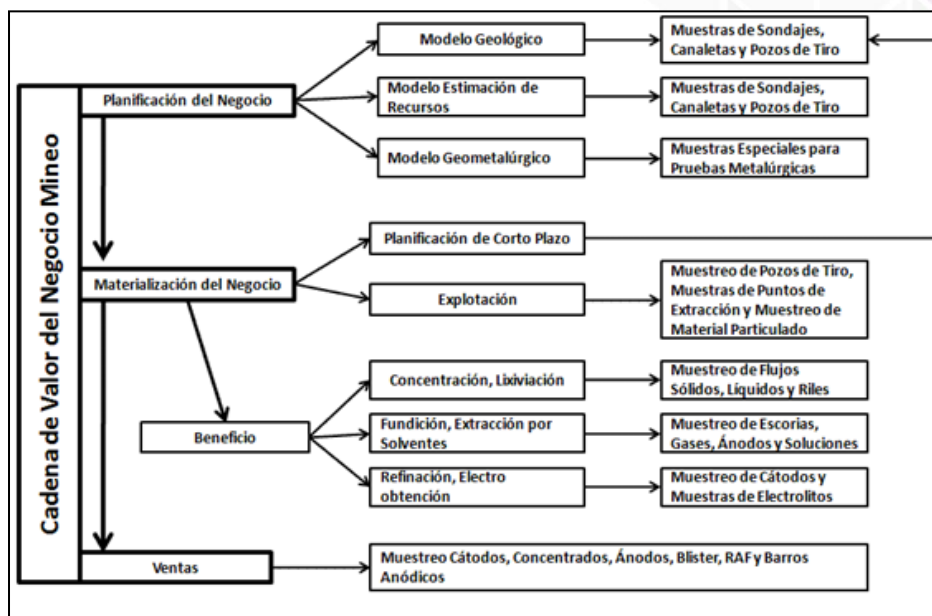 Cadena de Valor del Negocio Mineo
Planificación del Negocio
Modelo Geológico
Muestras de Sondajes,
Canaletas y Pozos de Tiro
Modelo Estimación de
Recursos
Muestras de Sondajes,
Canaletas y Pozos de Tiro
Modelo Geometalúrgico
Muestras Especiales para
Pruebas Metalúrgicas
Materialización del Negocio
Planificación de Corto Plazo
Explotación
Muestreo de Pozos de Tiro,
Muestras de Puntos de
Extracción y Muestreo de
Material Particulado
Beneficio
Concentración, Lixiviación
Muestreo de Flujos
Sólidos, Líquidos y Riles
Fundición, Extracción por
Solventes
Muestreo de Escorias,
Gases, Ánodos y Soluciones
Refinación, Electro
obtención
Muestreo de Cátodos y
Muestras de Electrolitos
Ventas
Muestreo Cátodos, Concentrados, Ánodos, Blister, RAF y Barros
Anódicos